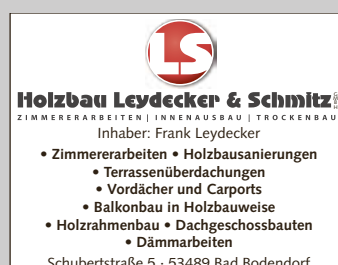 LS
Holzbau Leydecker & Schmitz
ZIMMERERARBEITEN | INNENAUSBAU | TROCKENBAU
Inhaber: Frank Leydecker
• Zimmererarbeiten • Holzbausanierungen
• Terrassenüberdachungen
• Vordächer und Carports
• Balkonbau in Holzbauweise
• Holzrahmenbau • Dachgeschossbauten
• Dämmarbeiten
Schubertstraße 5 · 53489 Bad Bodendorf